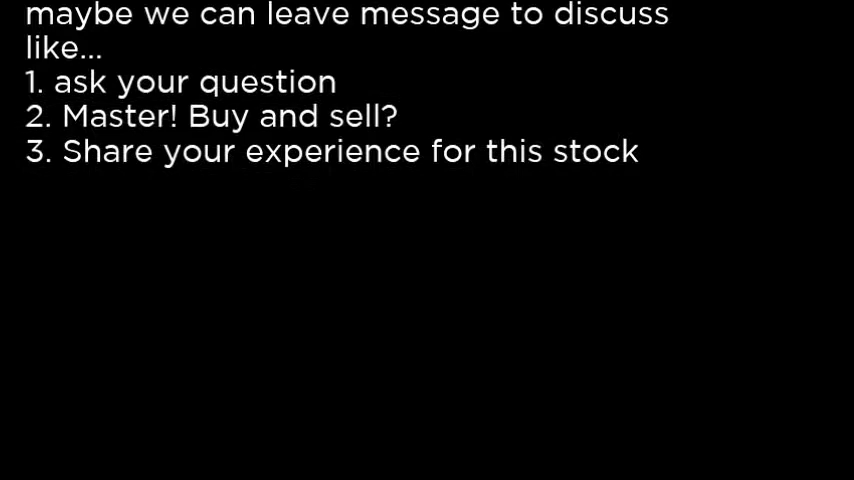 maybe we can leave message to discuss
like...
1. ask your question
2. Master! Buy and sell?
3. Share your experience for this stock